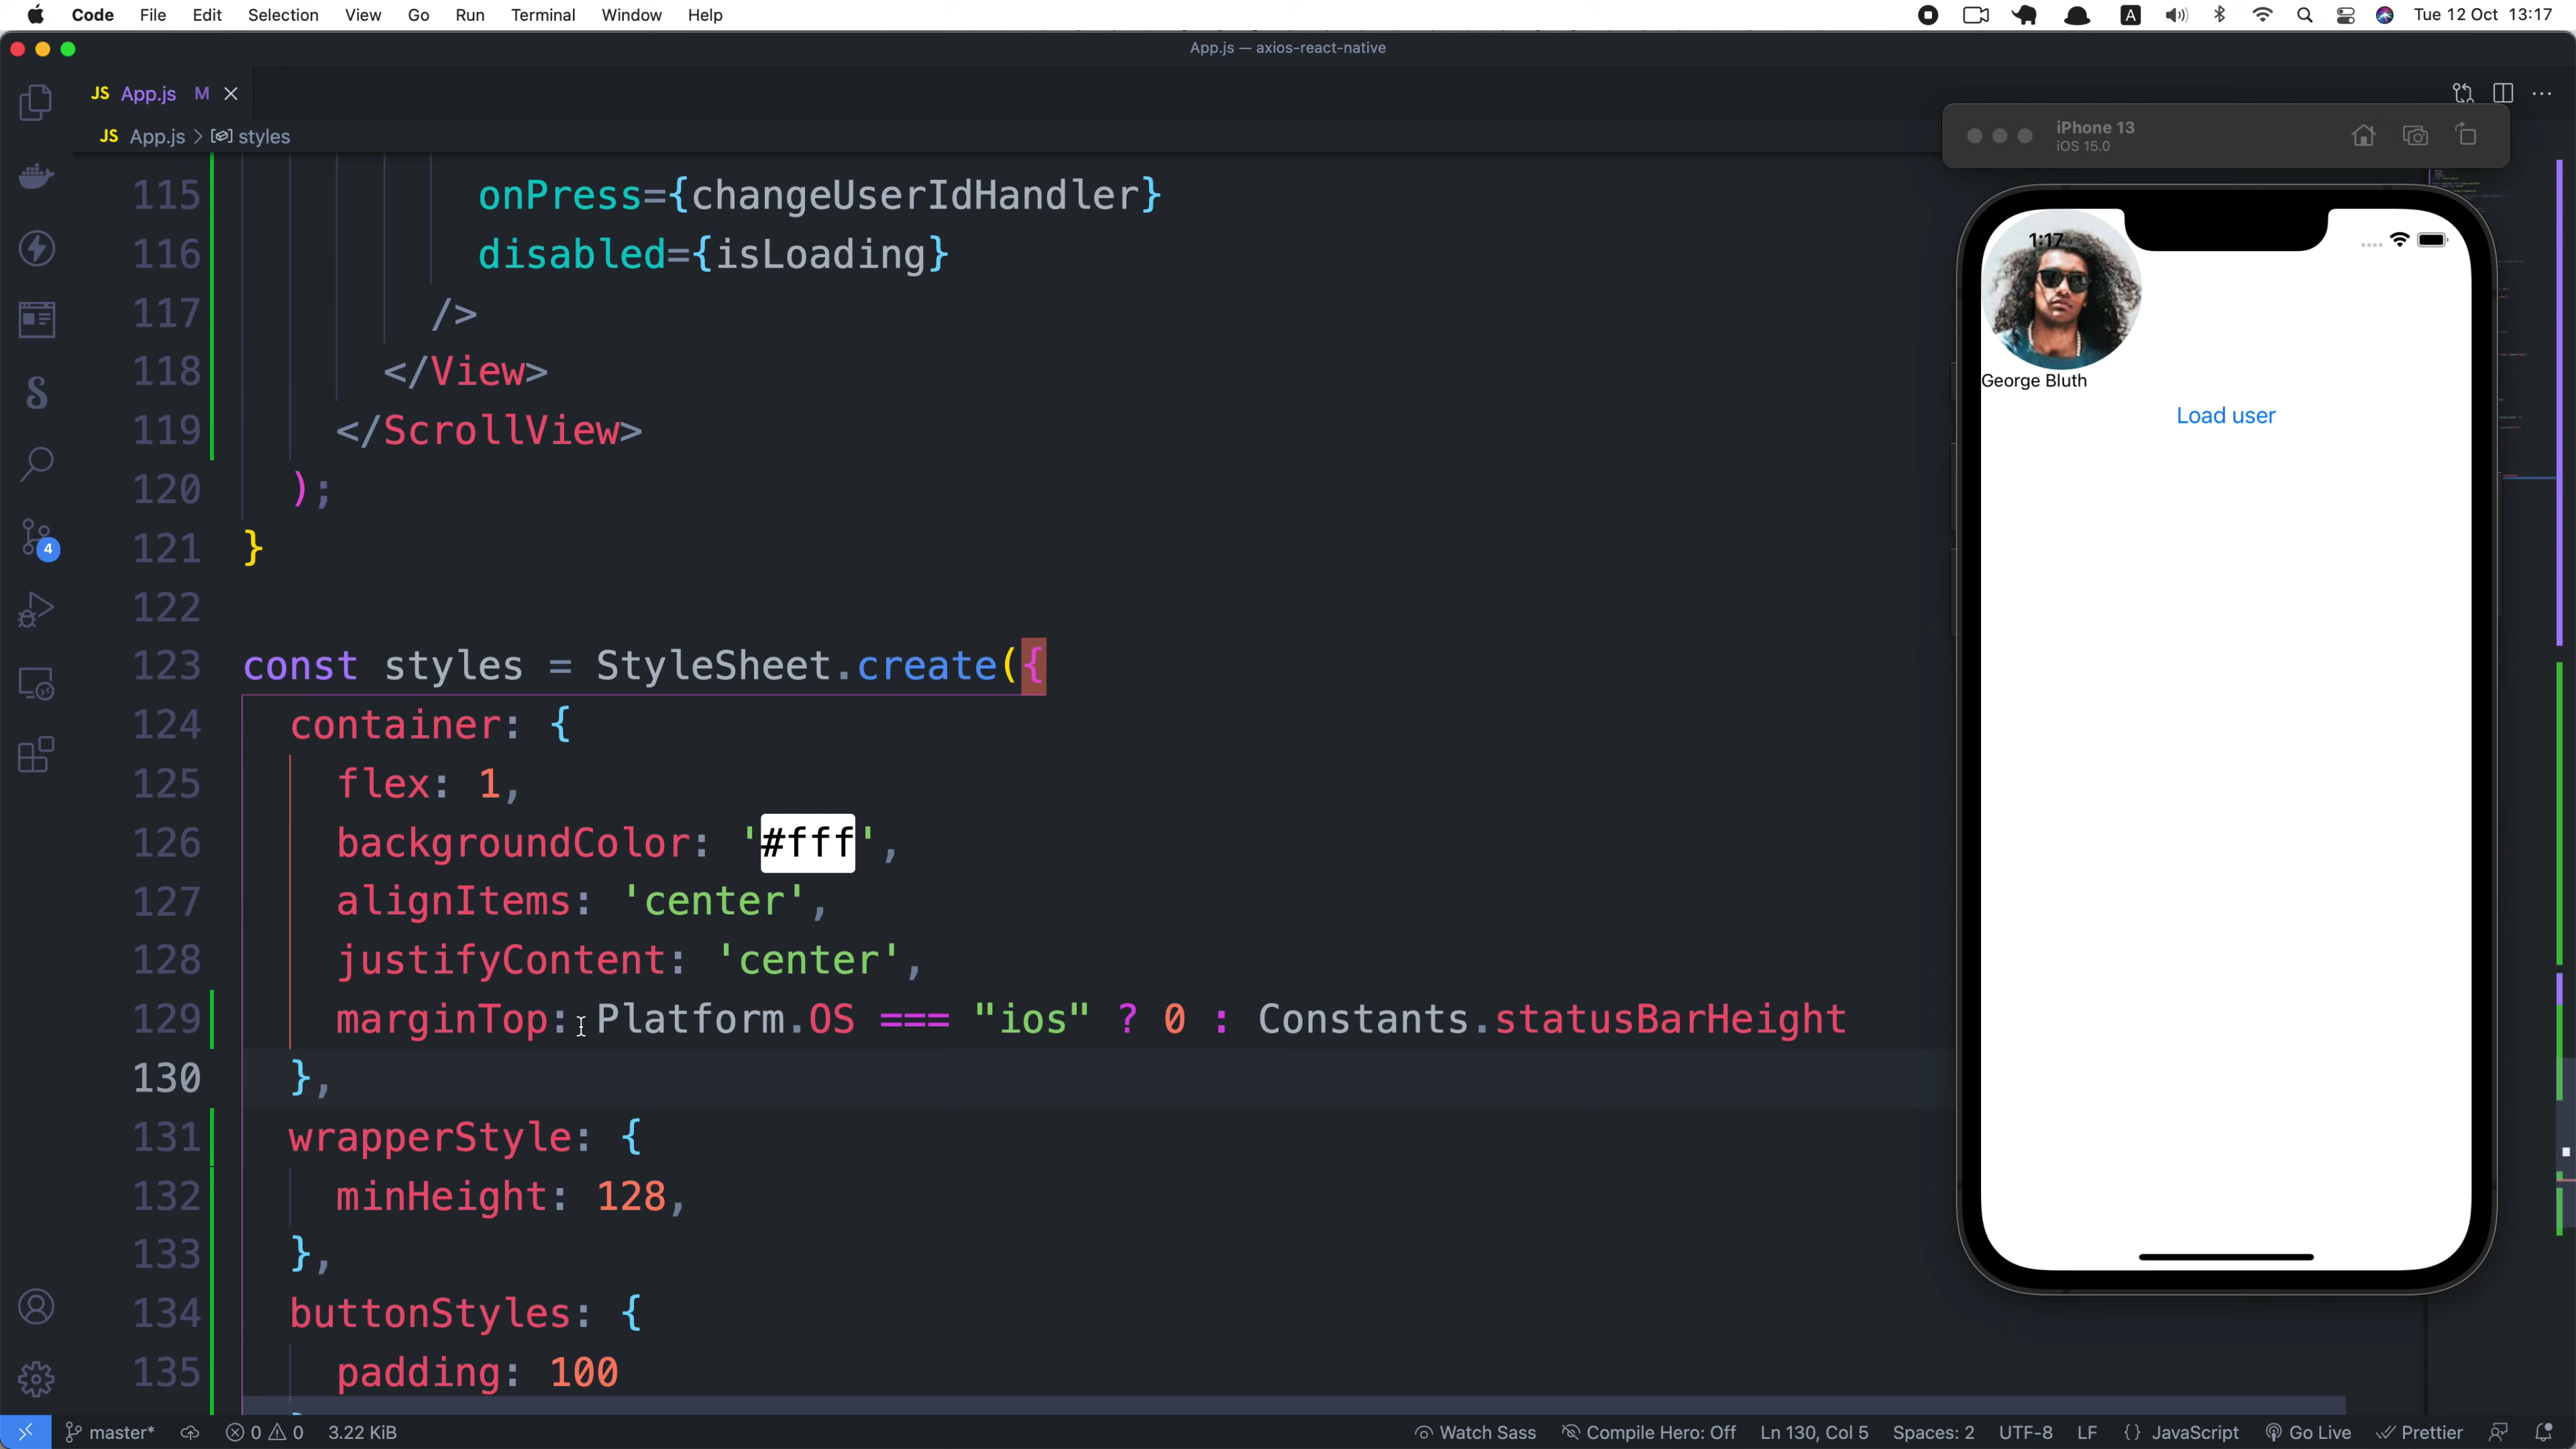 Code File Edit Selection View Go Run Terminal Window Help A Tue 12 Oct 13:17
App.js — axios-react-native
JS App.js M
JS App.js > styles
iPhone 13
iOS 15.0
115 onPress={changeUserIdHandler}
116 disabled={isLoading}
117 />
118 </View>
119 </ScrollView>
120 );
121 }
122
123 const styles = StyleSheet.create({
124 container: {
125 flex: 1,
126 backgroundColor: '#fff',
127 alignItems: 'center',
128 justifyContent: 'center',
129 marginTop: Platform.OS === "ios" ? 0 : Constants.statusBarHeight
130 },
131 wrapperStyle: {
132 minHeight: 128,
133 },
134 buttonStyles: {
135 padding: 100
1:17
George Bluth
Load user
4
master* 0 0 3.22 KiB Watch Sass Compile Hero: Off Ln 130, Col 5 Spaces: 2 UTF-8 LF {} JavaScript Go Live Prettier